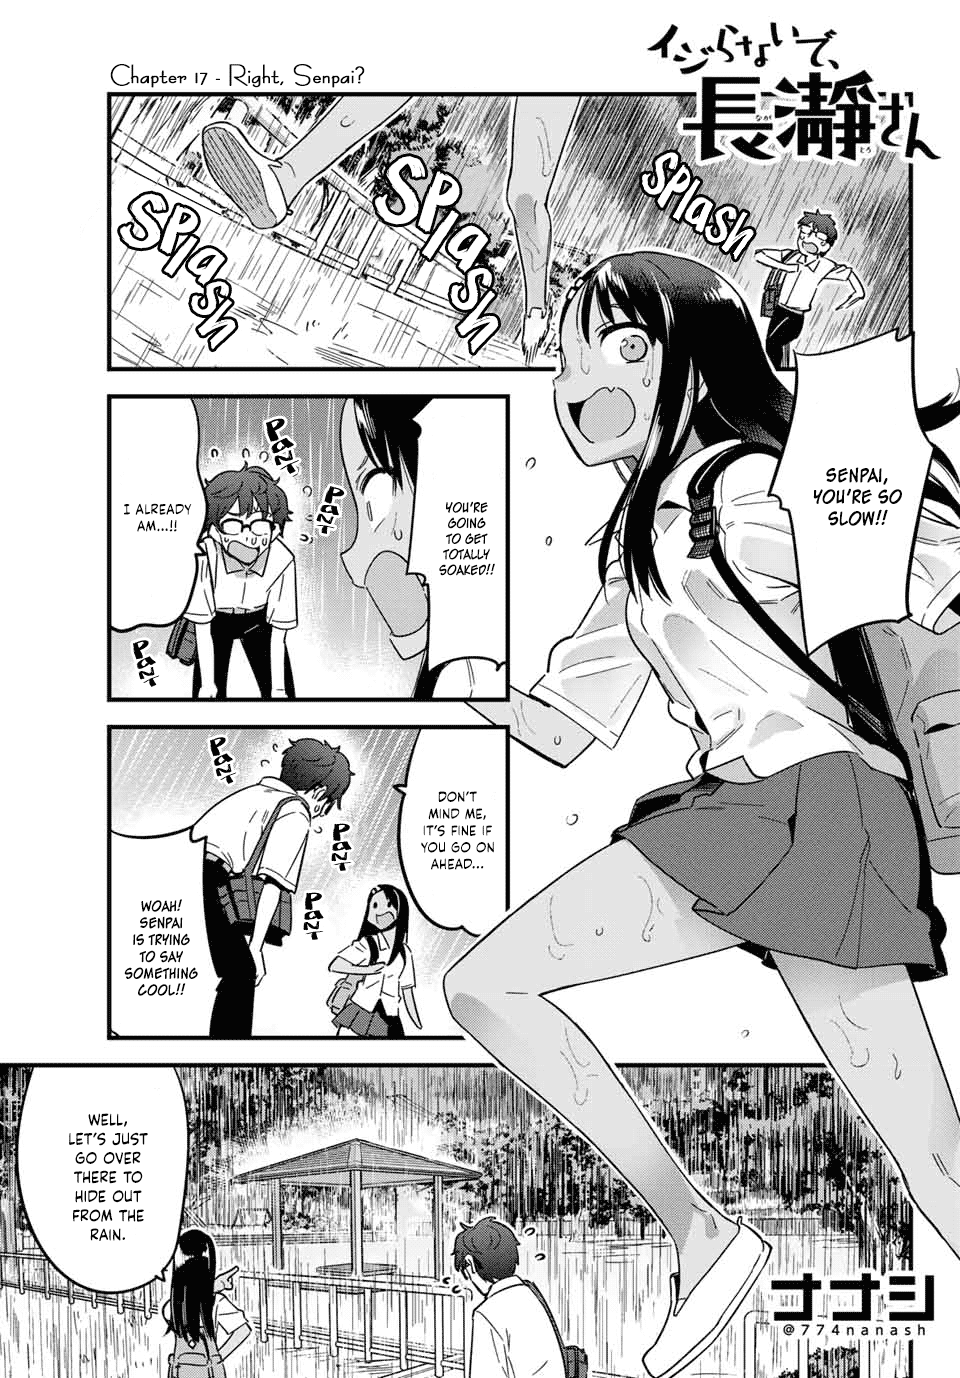 Chapter 17 - Right, Senpai?
イジらないで、
長瀞さん
なが
とろ
SPlaSH
SPlaSH
SPlaSH
SENPAI,
YOU'RE SO
SLOW!!
YOU'RE
GOING
TO GET
TOTALLY
SOAKED!!
PANT
PANT
I ALREADY
AM...!!
PANT
PANT
DON'T
MIND ME,
IT'S FINE IF
YOU GO ON
AHEAD...
PANT
PANT
PANT
PANT
WOAH!
SENPAI
IS TRYING
TO SAY
SOMETHING
COOL!!
WELL,
LET'S JUST
GO OVER
THERE TO
HIDE OUT
FROM THE
RAIN.
ナナシ
@774nanash